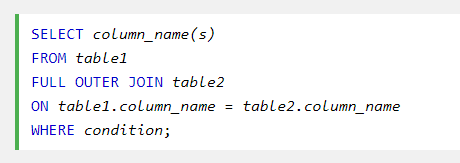 SELECT column_name(s)
FROM table1
FULL OUTER JOIN table2
ON table1.column_name = table2.column_name
WHERE condition;